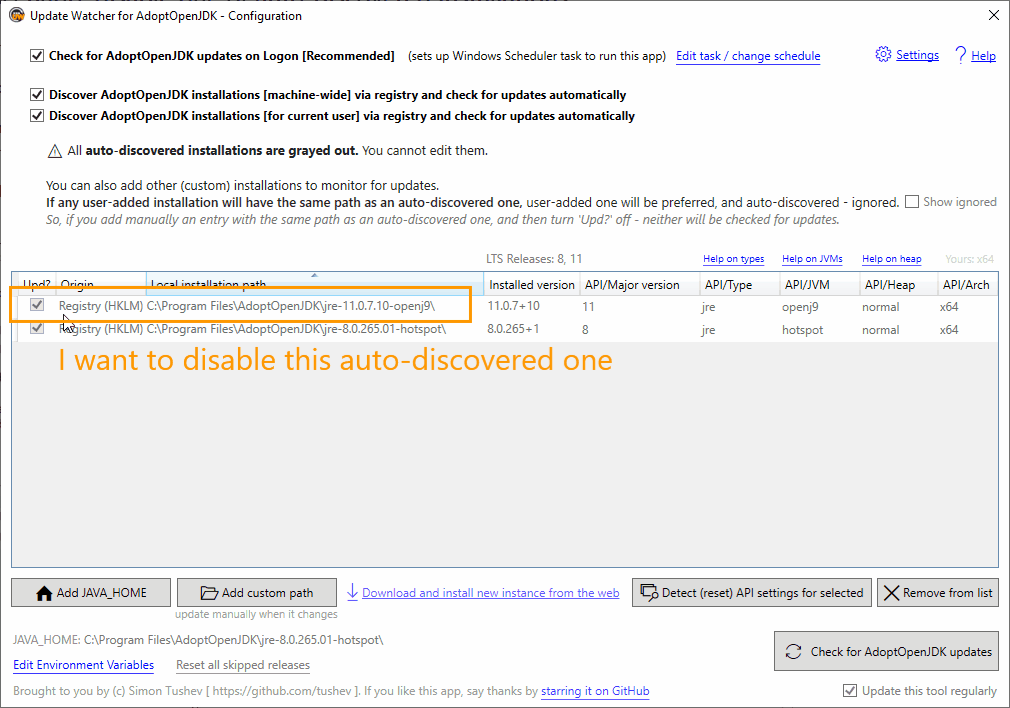 Update Watcher for AdoptOpenJDK - Configuration
Check for AdoptOpenJDK updates on Logon [Recommended] (sets up Windows Scheduler task to run this app) Edit task / change schedule Settings ? Help
Discover AdoptOpenJDK installations [machine-wide] via registry and check for updates automatically
Discover AdoptOpenJDK installations [for current user] via registry and check for updates automatically
All auto-discovered installations are grayed out. You cannot edit them.
You can also add other (custom) installations to monitor for updates.
If any user-added installation will have the same path as an auto-discovered one, user-added one will be preferred, and auto-discovered - ignored. Show ignored
So, if you add manually an entry with the same path as an auto-discovered one, and then turn 'Upd?' off - neither will be checked for updates.
LTS Releases: 8, 11 Help on types Help on JVMs Help on heap Yours: x64
Upd? Origin Local installation path Installed version API/Major version API/Type API/JVM API/Heap API/Arch
Registry (HKLM) C:\Program Files\AdoptOpenJDK\jre-11.0.7.10-openj9\ 11.0.7+10 11 jre openj9 normal x64
Registry (HKLM) C:\Program Files\AdoptOpenJDK\jre-8.0.265.01-hotspot\ 8.0.265+1 8 jre hotspot normal x64
I want to disable this auto-discovered one
Add JAVA_HOME Add custom path Download and install new instance from the web Detect (reset) API settings for selected Remove from list
update manually when it changes
JAVA_HOME: C:\Program Files\AdoptOpenJDK\jre-8.0.265.01-hotspot\
Check for AdoptOpenJDK updates
Edit Environment Variables Reset all skipped releases
Brought to you by (c) Simon Tushev [ https://github.com/tushev ]. If you like this app, say thanks by starring it on GitHub Update this tool regularly